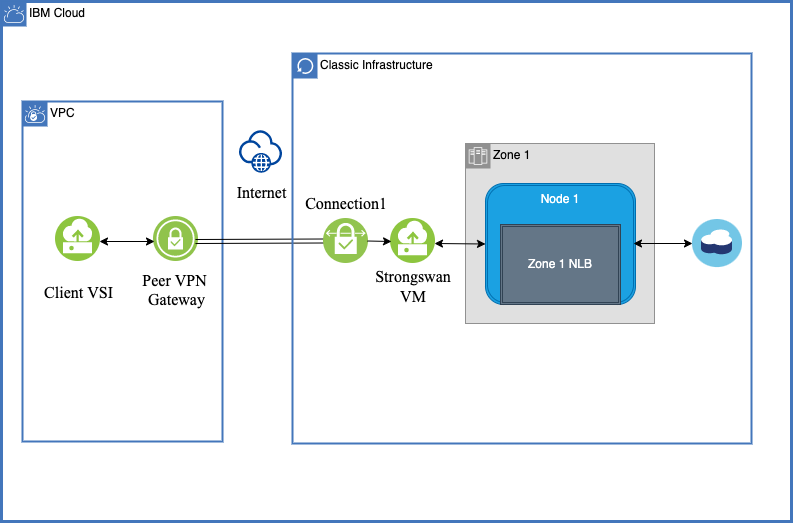 IBM Cloud
Classic Infrastructure
VPC
Internet
Zone 1
Node 1
Connection1
Zone 1 NLB
Client VSI
Peer VPN
Gateway
Strongswan
VM